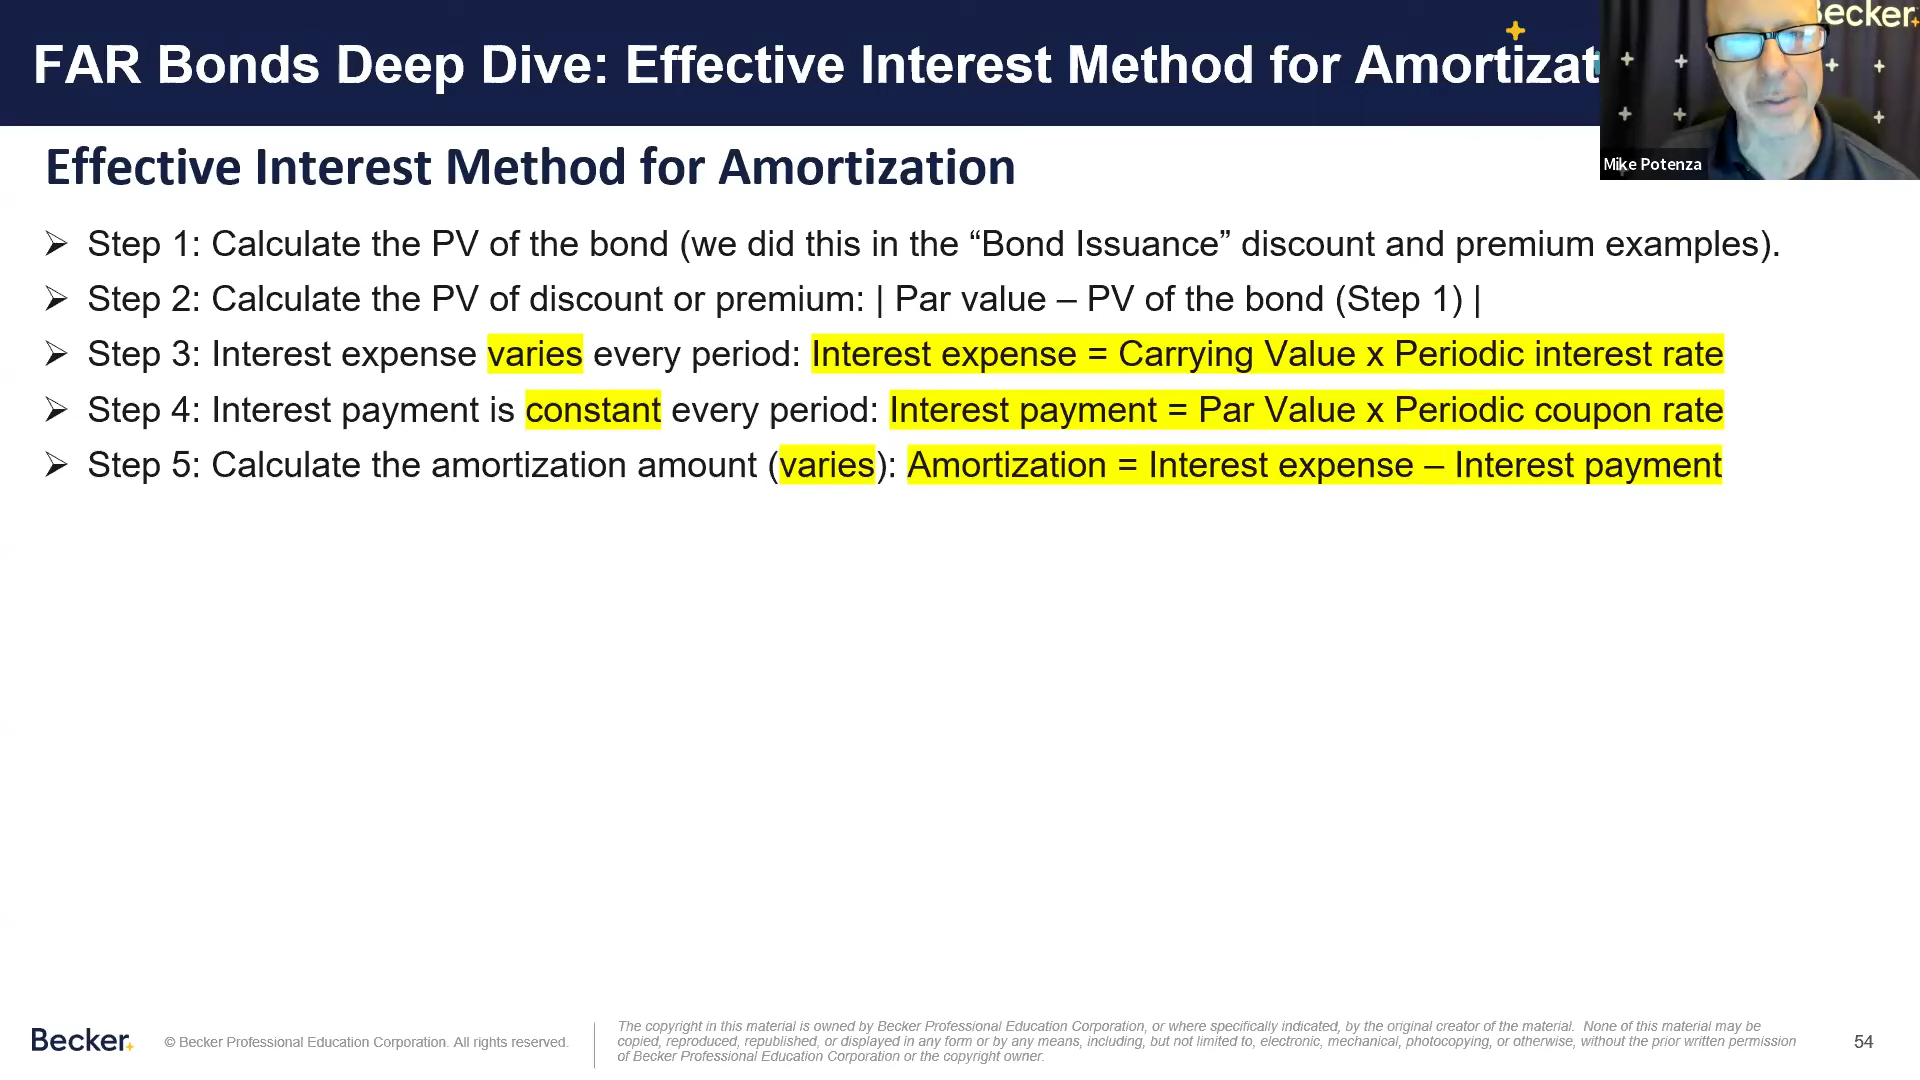 FAR Bonds Deep Dive: Effective Interest Method for Amortizat
Becker
Mike Potenza
Effective Interest Method for Amortization
➢ Step 1: Calculate the PV of the bond (we did this in the “Bond Issuance” discount and premium examples).
➢ Step 2: Calculate the PV of discount or premium: | Par value – PV of the bond (Step 1) |
➢ Step 3: Interest expense varies every period: Interest expense = Carrying Value x Periodic interest rate
➢ Step 4: Interest payment is constant every period: Interest payment = Par Value x Periodic coupon rate
➢ Step 5: Calculate the amortization amount (varies): Amortization = Interest expense – Interest payment
Becker
© Becker Professional Education Corporation. All rights reserved.
The copyright in this material is owned by Becker Professional Education Corporation, or where specifically indicated, by the original creator of the material. None of this material may be
copied, reproduced, republished, or displayed in any form or by any means, including, but not limited to, electronic, mechanical, photocopying, or otherwise, without the prior written permission
of Becker Professional Education Corporation or the copyright owner.
54